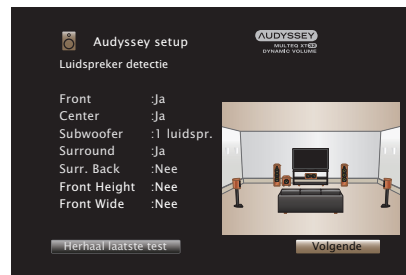 Audyssey setup
AUDYSSEY
MULTEQ XT32
DYNAMIC VOLUME
Luidspreker detectie
Front :Ja
Center :Ja
Subwoofer :1 luidspr.
Surround :Ja
Surr. Back :Nee
Front Height :Nee
Front Wide :Nee
Herhaal laatste test
Volgende